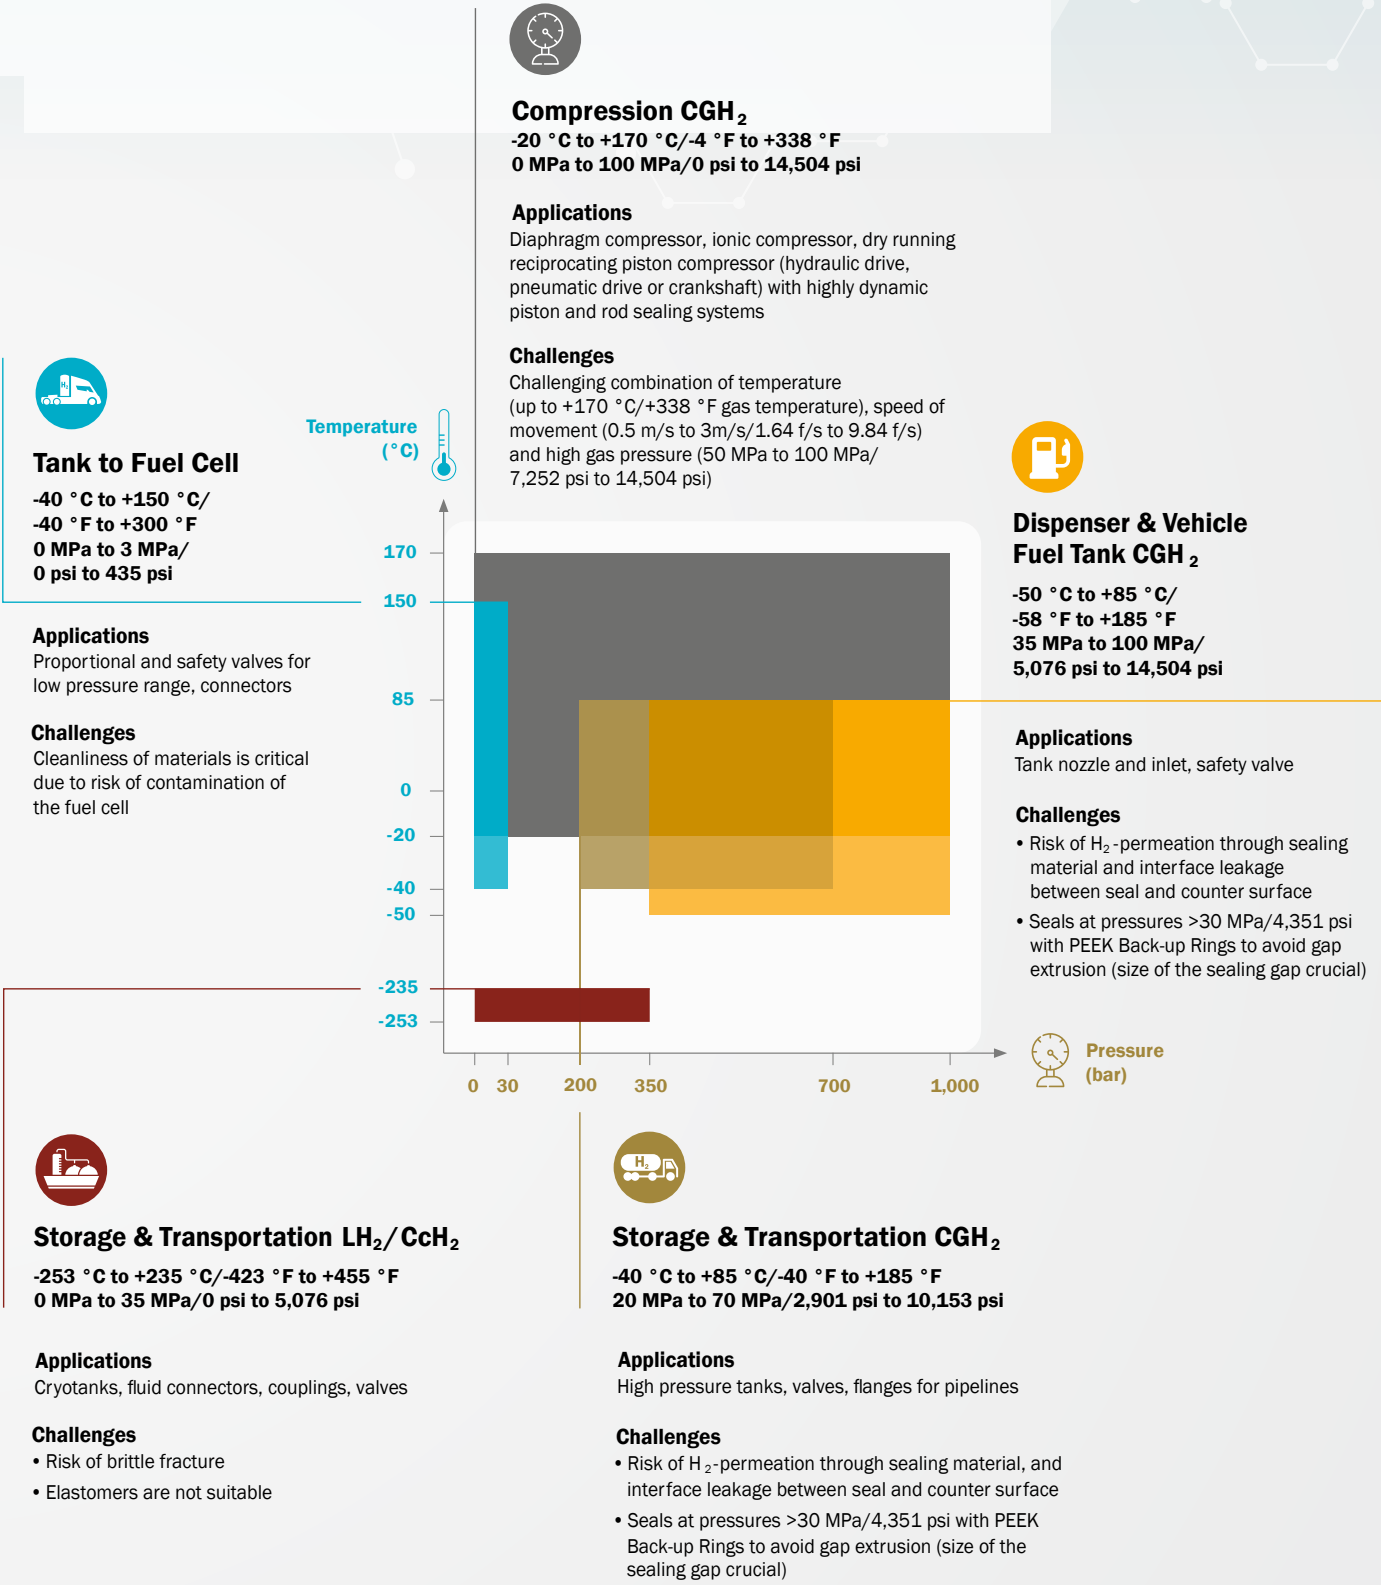 Compression CGH₂
-20 °C to +170 °C/-4 °F to +338 °F
0 MPa to 100 MPa/0 psi to 14,504 psi
Applications
Diaphragm compressor, ionic compressor, dry running
reciprocating piston compressor (hydraulic drive,
pneumatic drive or crankshaft) with highly dynamic
piston and rod sealing systems
Challenges
Challenging combination of temperature
(up to +170 °C/+338 °F gas temperature), speed of
movement (0.5 m/s to 3m/s/1.64 f/s to 9.84 f/s)
and high gas pressure (50 MPa to 100 MPa/
7,252 psi to 14,504 psi)
H₂
Tank to Fuel Cell
-40 °C to +150 °C/
-40 °F to +300 °F
0 MPa to 3 MPa/
0 psi to 435 psi
Applications
Proportional and safety valves for
low pressure range, connectors
Challenges
Cleanliness of materials is critical
due to risk of contamination of
the fuel cell
Temperature
(°C)
170
150
85
0
-20
-40
-50
-235
-253
0 30 200 350 700 1,000
Pressure
(bar)
Dispenser & Vehicle
Fuel Tank CGH₂
-50 °C to +85 °C/
-58 °F to +185 °F
35 MPa to 100 MPa/
5,076 psi to 14,504 psi
Applications
Tank nozzle and inlet, safety valve
Challenges
• Risk of H₂-permeation through sealing
material and interface leakage
between seal and counter surface
• Seals at pressures >30 MPa/4,351 psi
with PEEK Back-up Rings to avoid gap
extrusion (size of the sealing gap crucial)
Storage & Transportation LH₂/CcH₂
-253 °C to +235 °C/-423 °F to +455 °F
0 MPa to 35 MPa/0 psi to 5,076 psi
Applications
Cryotanks, fluid connectors, couplings, valves
Challenges
• Risk of brittle fracture
• Elastomers are not suitable
H₂
Storage & Transportation CGH₂
-40 °C to +85 °C/-40 °F to +185 °F
20 MPa to 70 MPa/2,901 psi to 10,153 psi
Applications
High pressure tanks, valves, flanges for pipelines
Challenges
• Risk of H₂-permeation through sealing material, and
interface leakage between seal and counter surface
• Seals at pressures >30 MPa/4,351 psi with PEEK
Back-up Rings to avoid gap extrusion (size of the
sealing gap crucial)